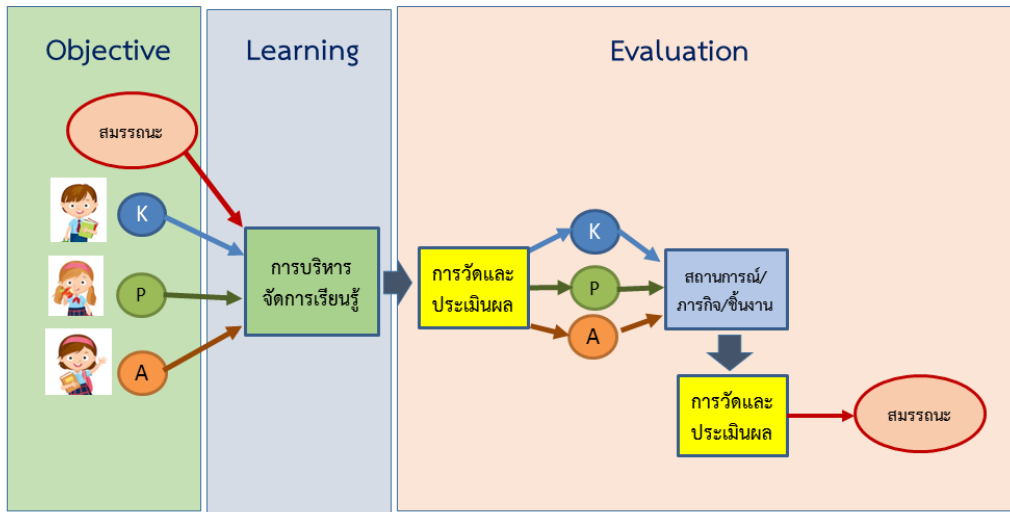 Objective
Learning
Evaluation
สมรรถนะ
K
P
A
การบริหาร
จัดการเรียนรู้
การวัดและ
ประเมินผล
K
P
A
สถานการณ์/
ภารกิจ/ชิ้นงาน
การวัดและ
ประเมินผล
สมรรถนะ